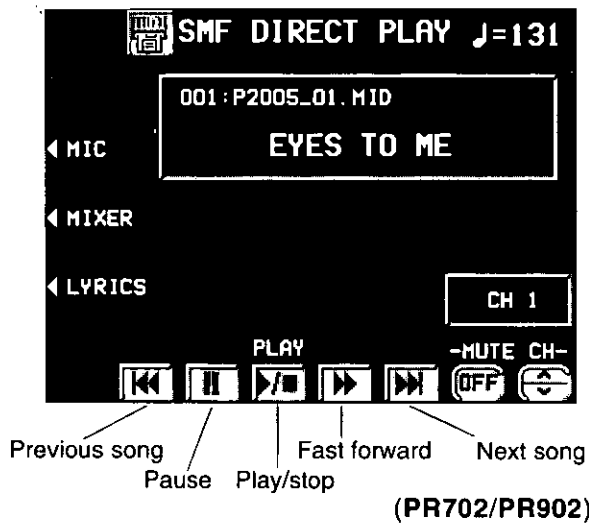 SMF DIRECT PLAY ♩=131
001:P2005_01.MID
EYES TO ME
MIC
MIXER
LYRICS
CH 1
PLAY
-MUTE CH-
OFF
Previous song
Fast forward
Next song
Pause
Play/stop
(PR702/PR902)